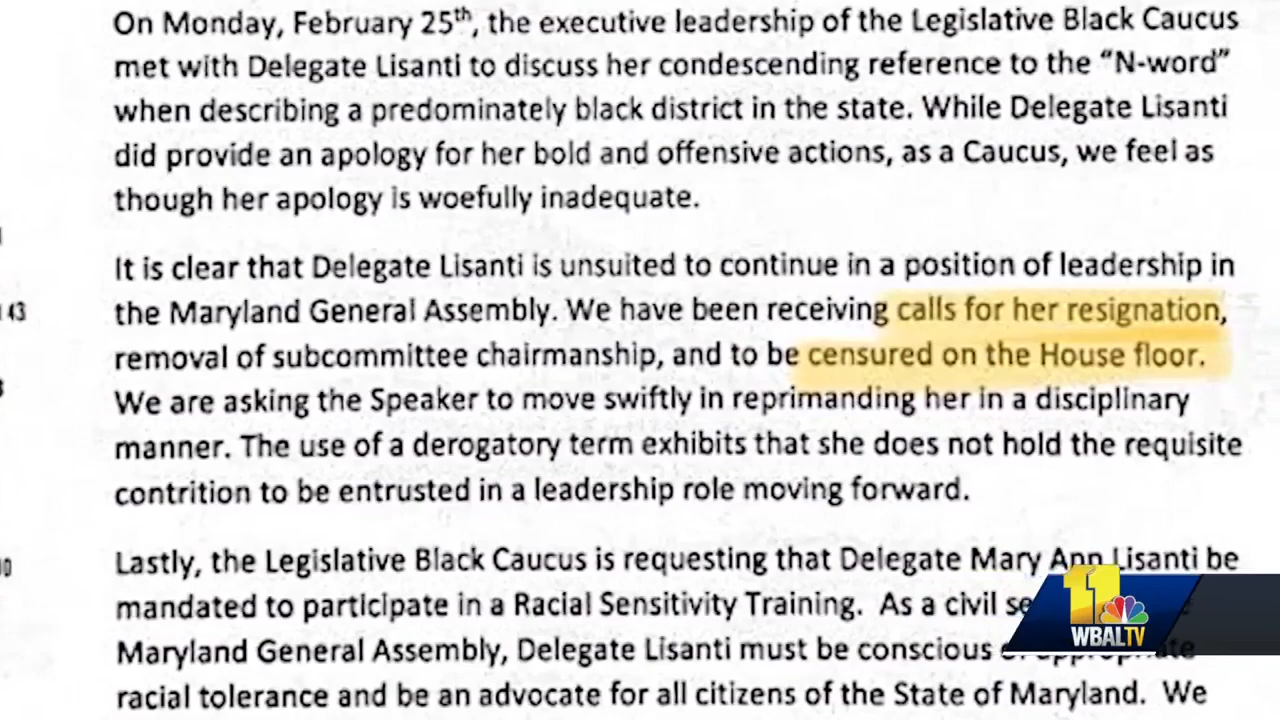 On Monday, February 25th, the executive leadership of the Legislative Black Caucus
met with Delegate Lisanti to discuss her condescending reference to the “N-word”
when describing a predominately black district in the state. While Delegate Lisanti
did provide an apology for her bold and offensive actions, as a Caucus, we feel as
though her apology is woefully inadequate.
It is clear that Delegate Lisanti is unsuited to continue in a position of leadership in
43
the Maryland General Assembly. We have been receiving calls for her resignation,
removal of subcommittee chairmanship, and to be censured on the House floor.
We are asking the Speaker to move swiftly in reprimanding her in a disciplinary
manner. The use of a derogatory term exhibits that she does not hold the requisite
contrition to be entrusted in a leadership role moving forward.
Lastly, the Legislative Black Caucus is requesting that Delegate Mary Ann Lisanti be
mandated to participate in a Racial Sensitivity Training. As a civil
Maryland General Assembly, Delegate Lisanti must be conscious
racial tolerance and be an advocate for all citizens of the State of Maryland. We
11
WBALTV